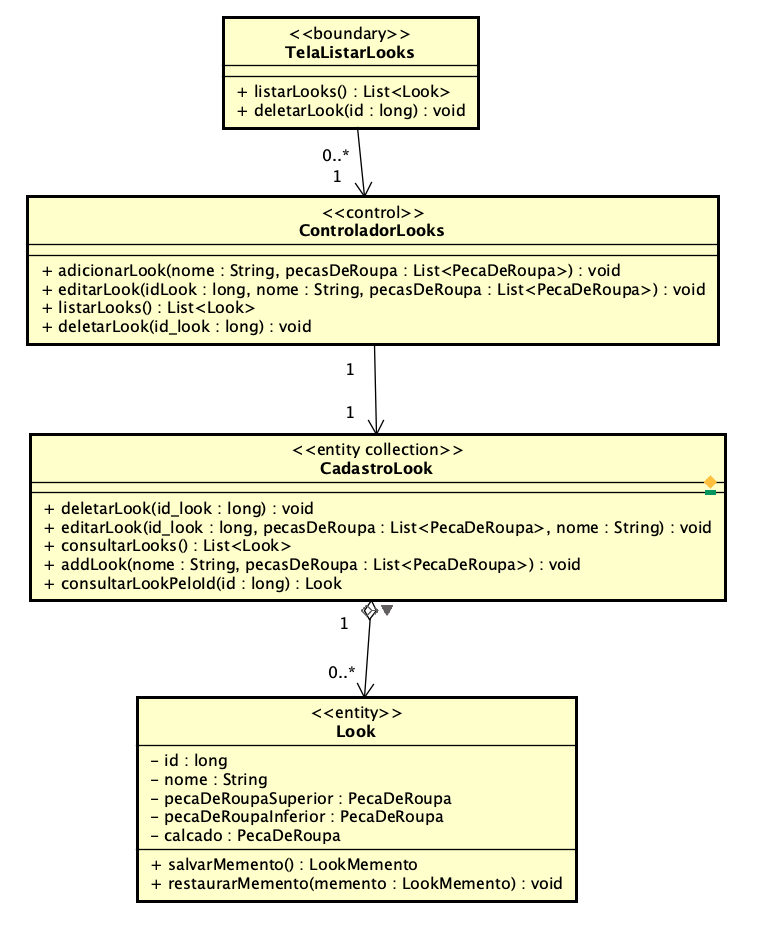 <<boundary>>
TelaListarLooks
+ listarLooks() : List<Look>
+ deletarLook(id : long) : void
0..*
1
<<control>>
ControladorLooks
+ adicionarLook(nome : String, pecasDeRoupa : List<PecaDeRoupa>) : void
+ editarLook(idLook : long, nome : String, pecasDeRoupa : List<PecaDeRoupa>) : void
+ listarLooks() : List<Look>
+ deletarLook(id_look : long) : void
1
1
<<entity collection>>
CadastroLook
+ deletarLook(id_look : long) : void
+ editarLook(id_look : long, pecasDeRoupa : List<PecaDeRoupa>, nome : String) : void
+ consultarLooks() : List<Look>
+ addLook(nome : String, pecasDeRoupa : List<PecaDeRoupa>) : void
+ consultarLookPeloId(id : long) : Look
1
0..*
<<entity>>
Look
- id : long
- nome : String
- pecaDeRoupaSuperior : PecaDeRoupa
- pecaDeRoupaInferior : PecaDeRoupa
- calcado : PecaDeRoupa
+ salvarMemento() : LookMemento
+ restaurarMemento(memento : LookMemento) : void